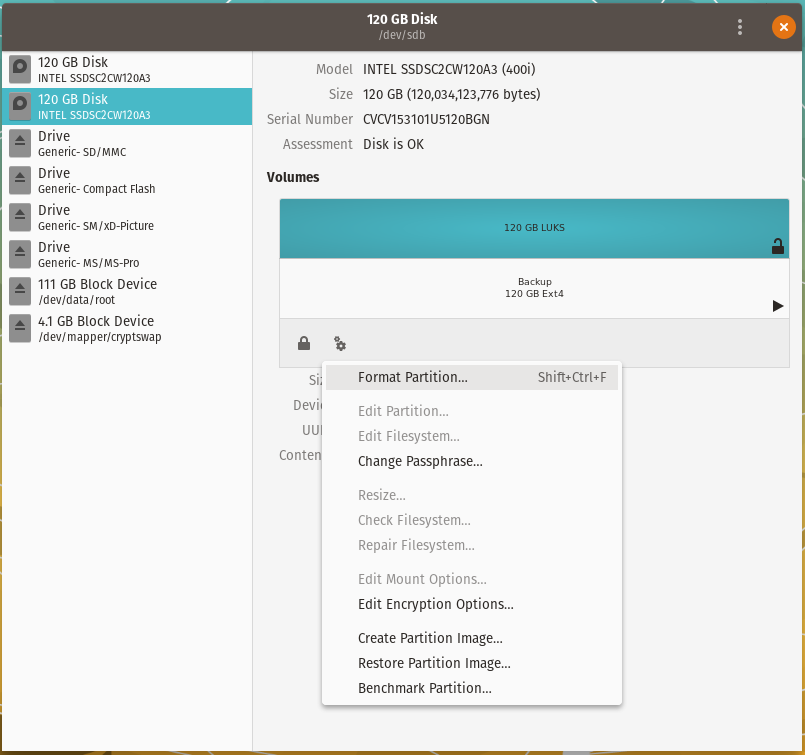 120 GB Disk
/dev/sdb
120 GB Disk
INTEL SSDSC2CW120A3
120 GB Disk
INTEL SSDSC2CW120A3
Drive
Generic- SD/MMC
Drive
Generic- Compact Flash
Drive
Generic- SM/xD-Picture
Drive
Generic- MS/MS-Pro
111 GB Block Device
/dev/data/root
4.1 GB Block Device
/dev/mapper/cryptswap
Model INTEL SSDSC2CW120A3 (400i)
Size 120 GB (120,034,123,776 bytes)
Serial Number CVCV153101U5120BGN
Assessment Disk is OK
Volumes
120 GB LUKS
Backup
120 GB Ext4
Format Partition... Shift+Ctrl+F
Edit Partition...
Edit Filesystem...
Change Passphrase...
Resize...
Check Filesystem...
Repair Filesystem...
Edit Mount Options...
Edit Encryption Options...
Create Partition Image...
Restore Partition Image...
Benchmark Partition...